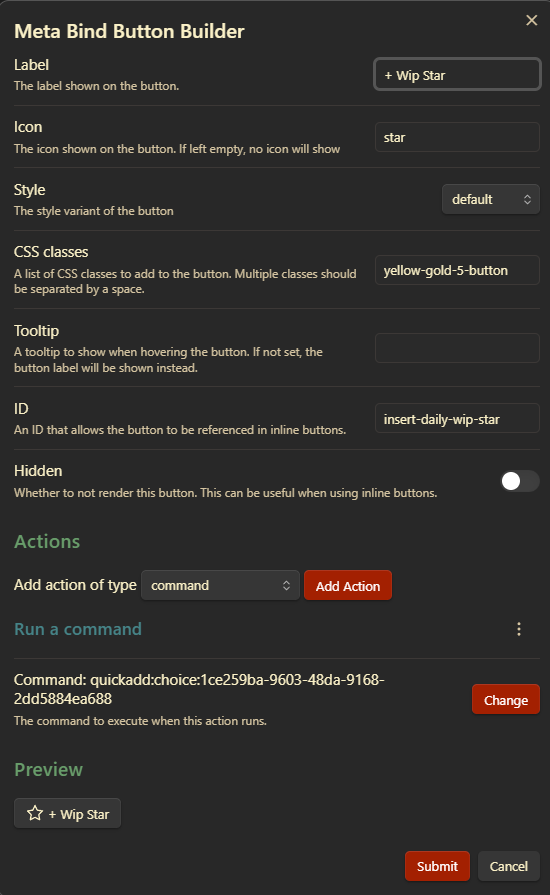 Meta Bind Button Builder
Label
The label shown on the button.
+ Wip Star
Icon
The icon shown on the button. If left empty, no icon will show
star
Style
The style variant of the button
default
CSS classes
A list of CSS classes to add to the button. Multiple classes should
be separated by a space.
yellow-gold-5-button
Tooltip
A tooltip to show when hovering the button. If not set, the
button label will be shown instead.
ID
An ID that allows the button to be referenced in inline buttons.
insert-daily-wip-star
Hidden
Whether to not render this button. This can be useful when using inline buttons.
Actions
Add action of type
command
Add Action
Run a command
Command: quickadd:choice:1ce259ba-9603-48da-9168-
2dd5884ea688
The command to execute when this action runs.
Change
Preview
+ Wip Star
Submit
Cancel